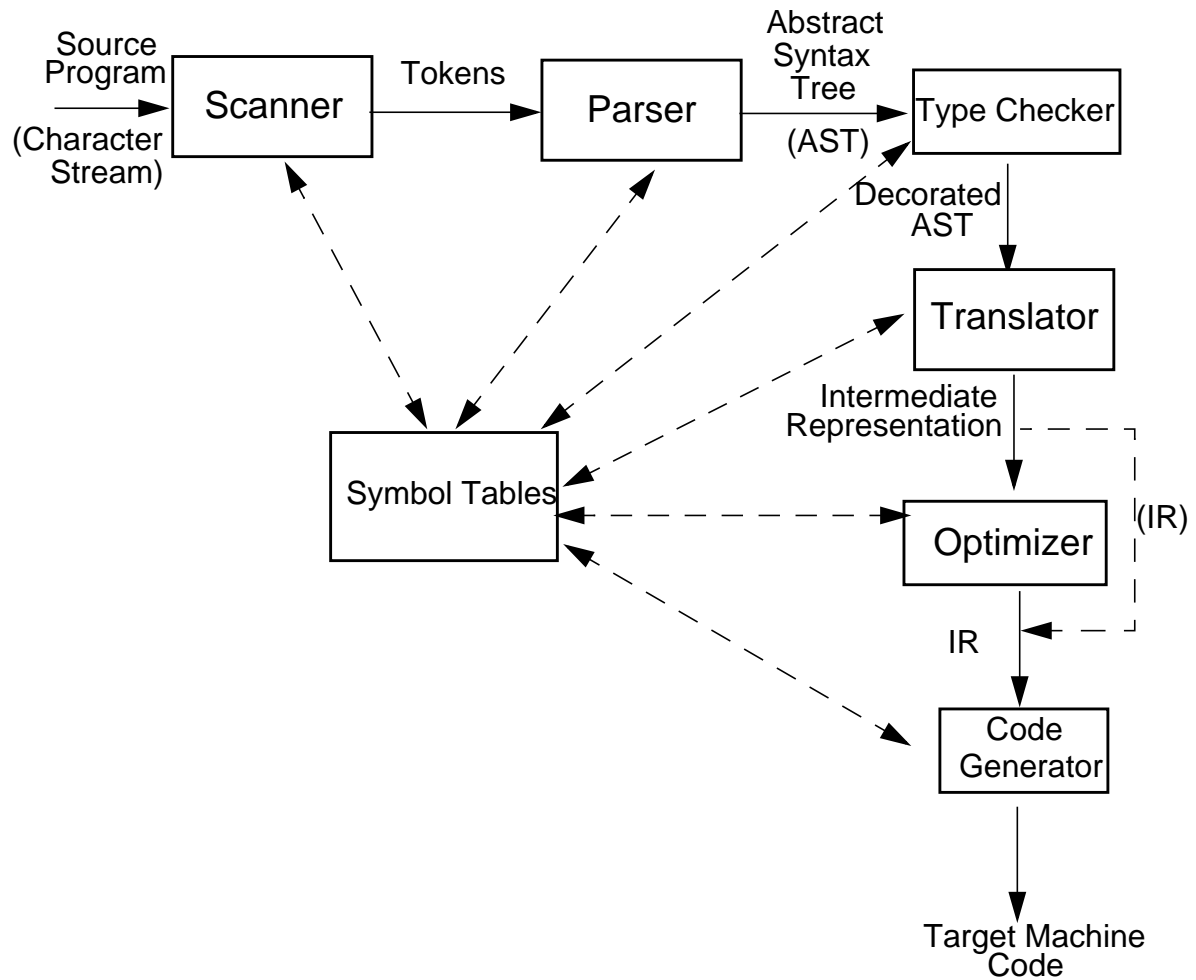 Source
Program
(Character
Stream)
Scanner
Tokens
Parser
Abstract
Syntax
Tree
(AST)
Type Checker
Decorated
AST
Translator
Intermediate
Representation
Symbol Tables
(IR)
Optimizer
IR
Code
Generator
Target Machine
Code